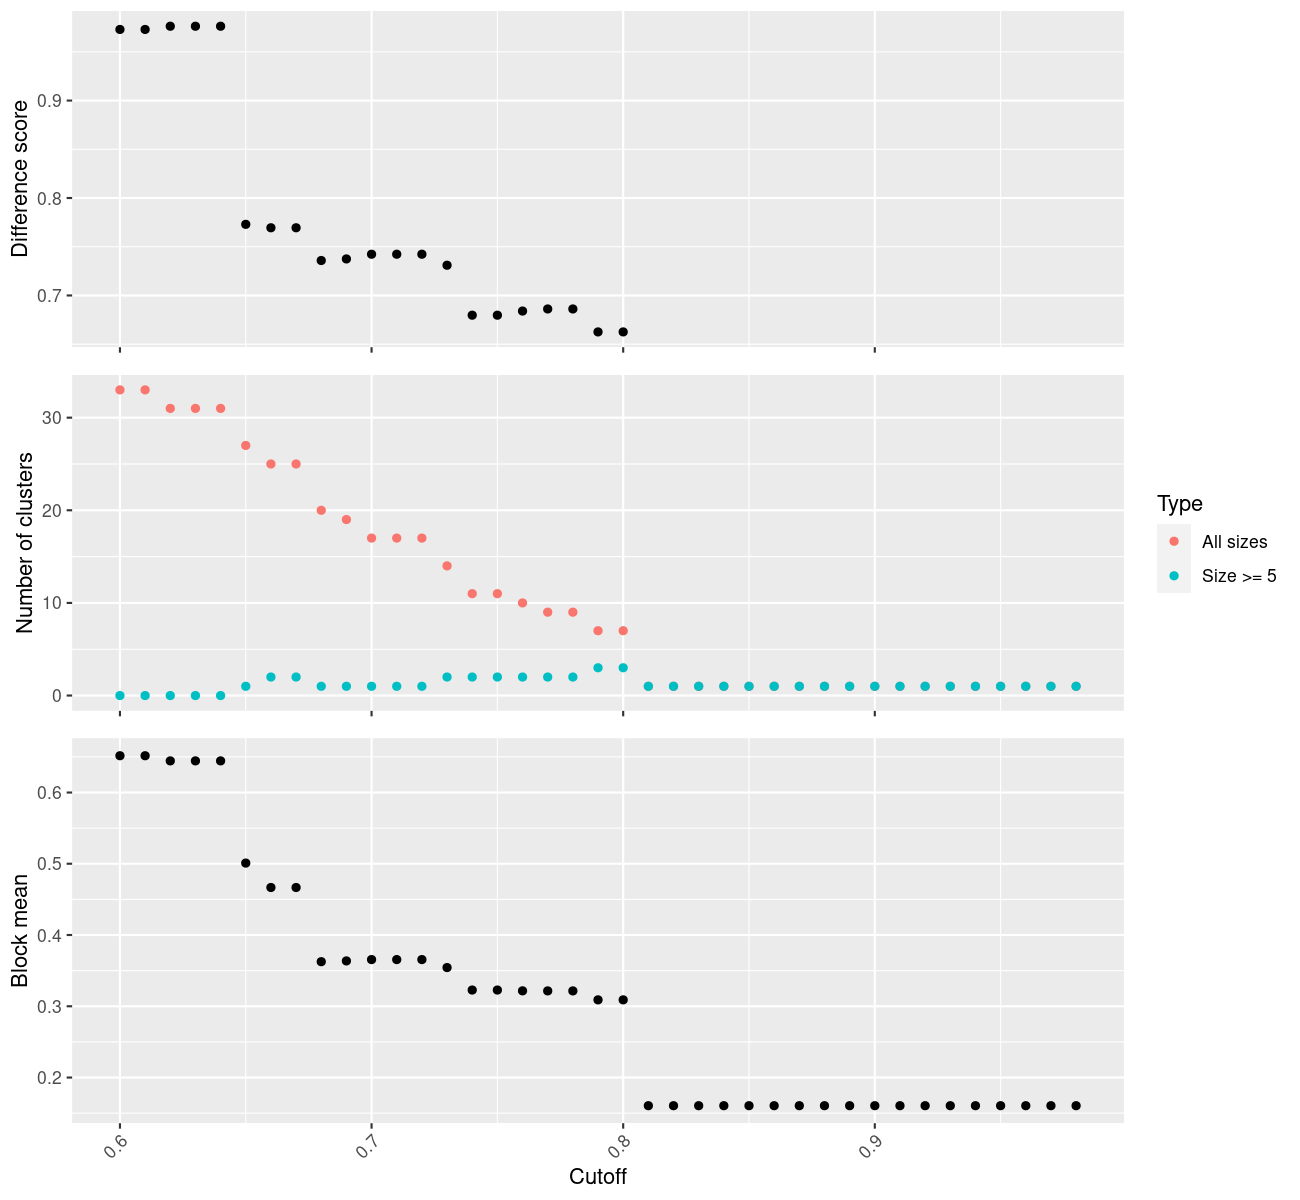 Difference score
0.9
0.8
0.7
Number of clusters
30
20
10
0
Type
All sizes
Size >= 5
Block mean
0.6
0.5
0.4
0.3
0.2
0.6
0.7
0.8
0.9
Cutoff